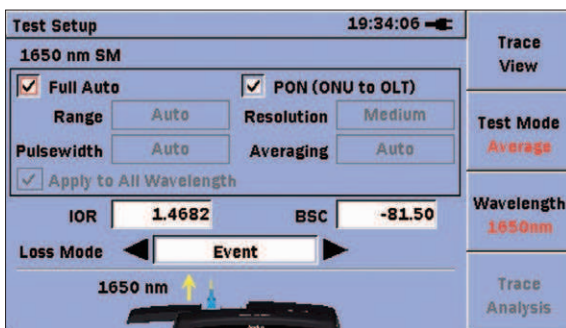 Test Setup 19:34:06
1650 nm SM
Full Auto PON (ONU to OLT)
Range Auto Resolution Medium
Pulsewidth Auto Averaging Auto
Apply to All Wavelength
IOR 1.4682 BSC -81.50
Loss Mode Event
1650 nm
Trace
View
Test Mode
Average
Wavelength
1650nm
Trace
Analysis